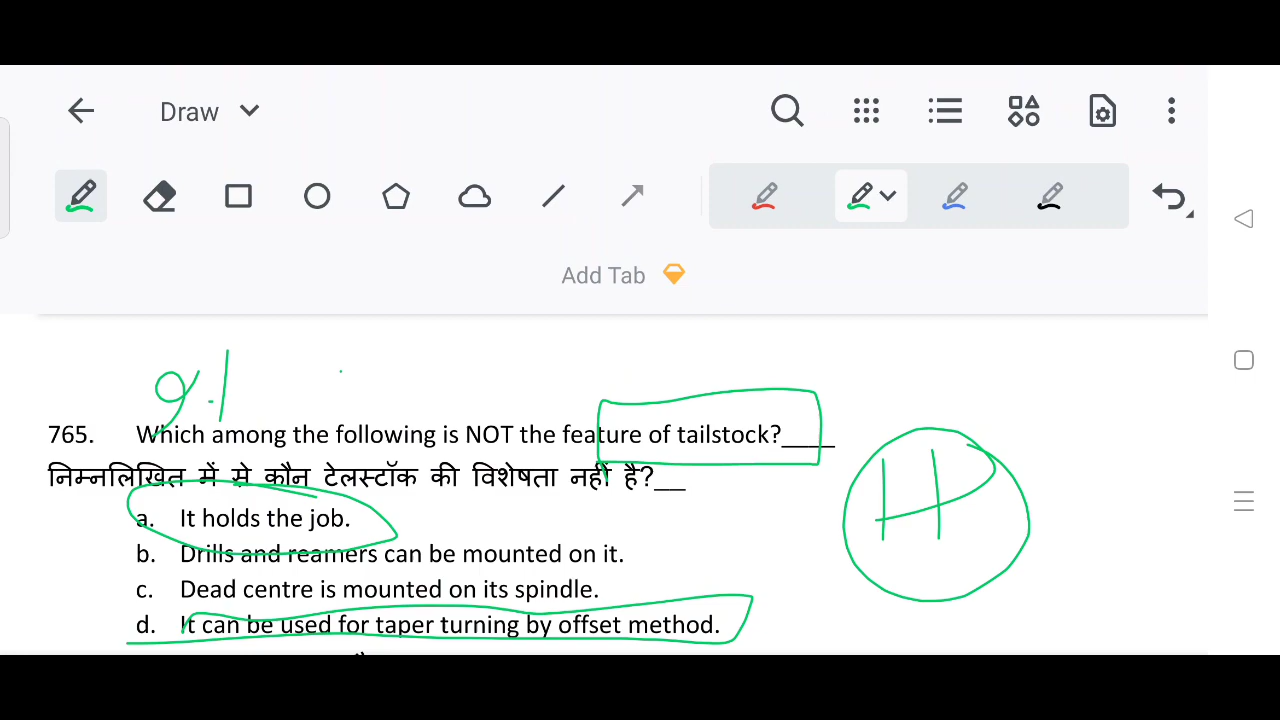 Draw
Add Tab
765. Which among the following is NOT the feature of tailstock?____
निम्नलिखित में से कौन टेलस्टॉक की विशेषता नहीं है?__
a. It holds the job.
b. Drills and reamers can be mounted on it.
c. Dead centre is mounted on its spindle.
d. It can be used for taper turning by offset method.